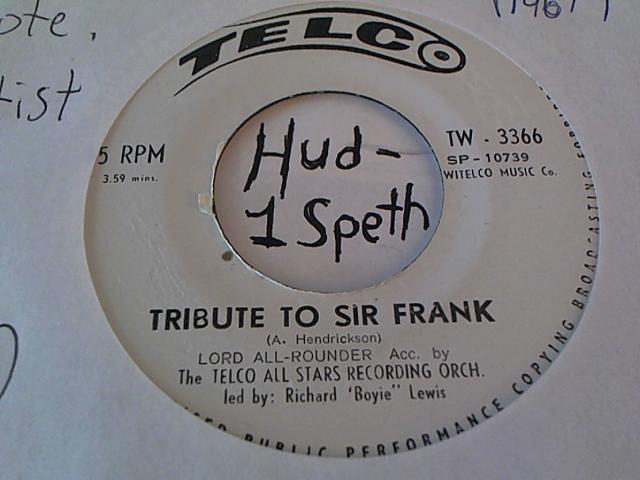 ote,
tist
(1967)
TELCO
5 RPM
3.59 mins.
TW - 3366
SP - 10739
WITELCO MUSIC Co.
Hud-
1 Speth
TRIBUTE TO SIR FRANK
(A. Hendrickson)
LORD ALL-ROUNDER Acc. by
The TELCO ALL STARS RECORDING ORCH.
led by: Richard 'Boyie" Lewis
PUBLIC PERFORMANCE COPYING BROADCASTING